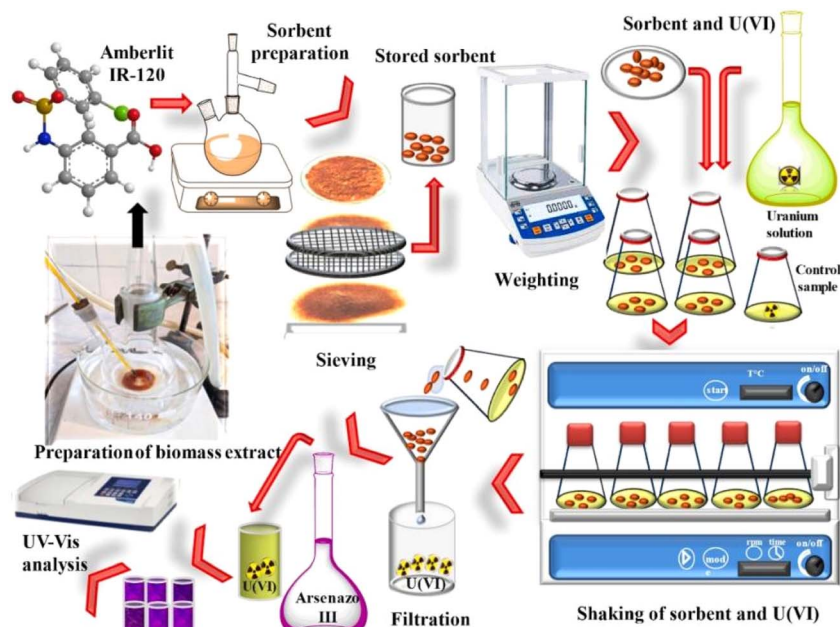 Amberlit
IR-120
Sorbent
preparation
Stored sorbent
Sorbent and U(VI)
0.0000g
Uranium
solution
Weighting
Control
sample
Sieving
Preparation of biomass extract
T°C
on/off
start
UV-Vis
analysis
U(VI)
Arsenazo
III
U(VI)
Filtration
rpm time
on/off
mod
e
Shaking of sorbent and U(VI)